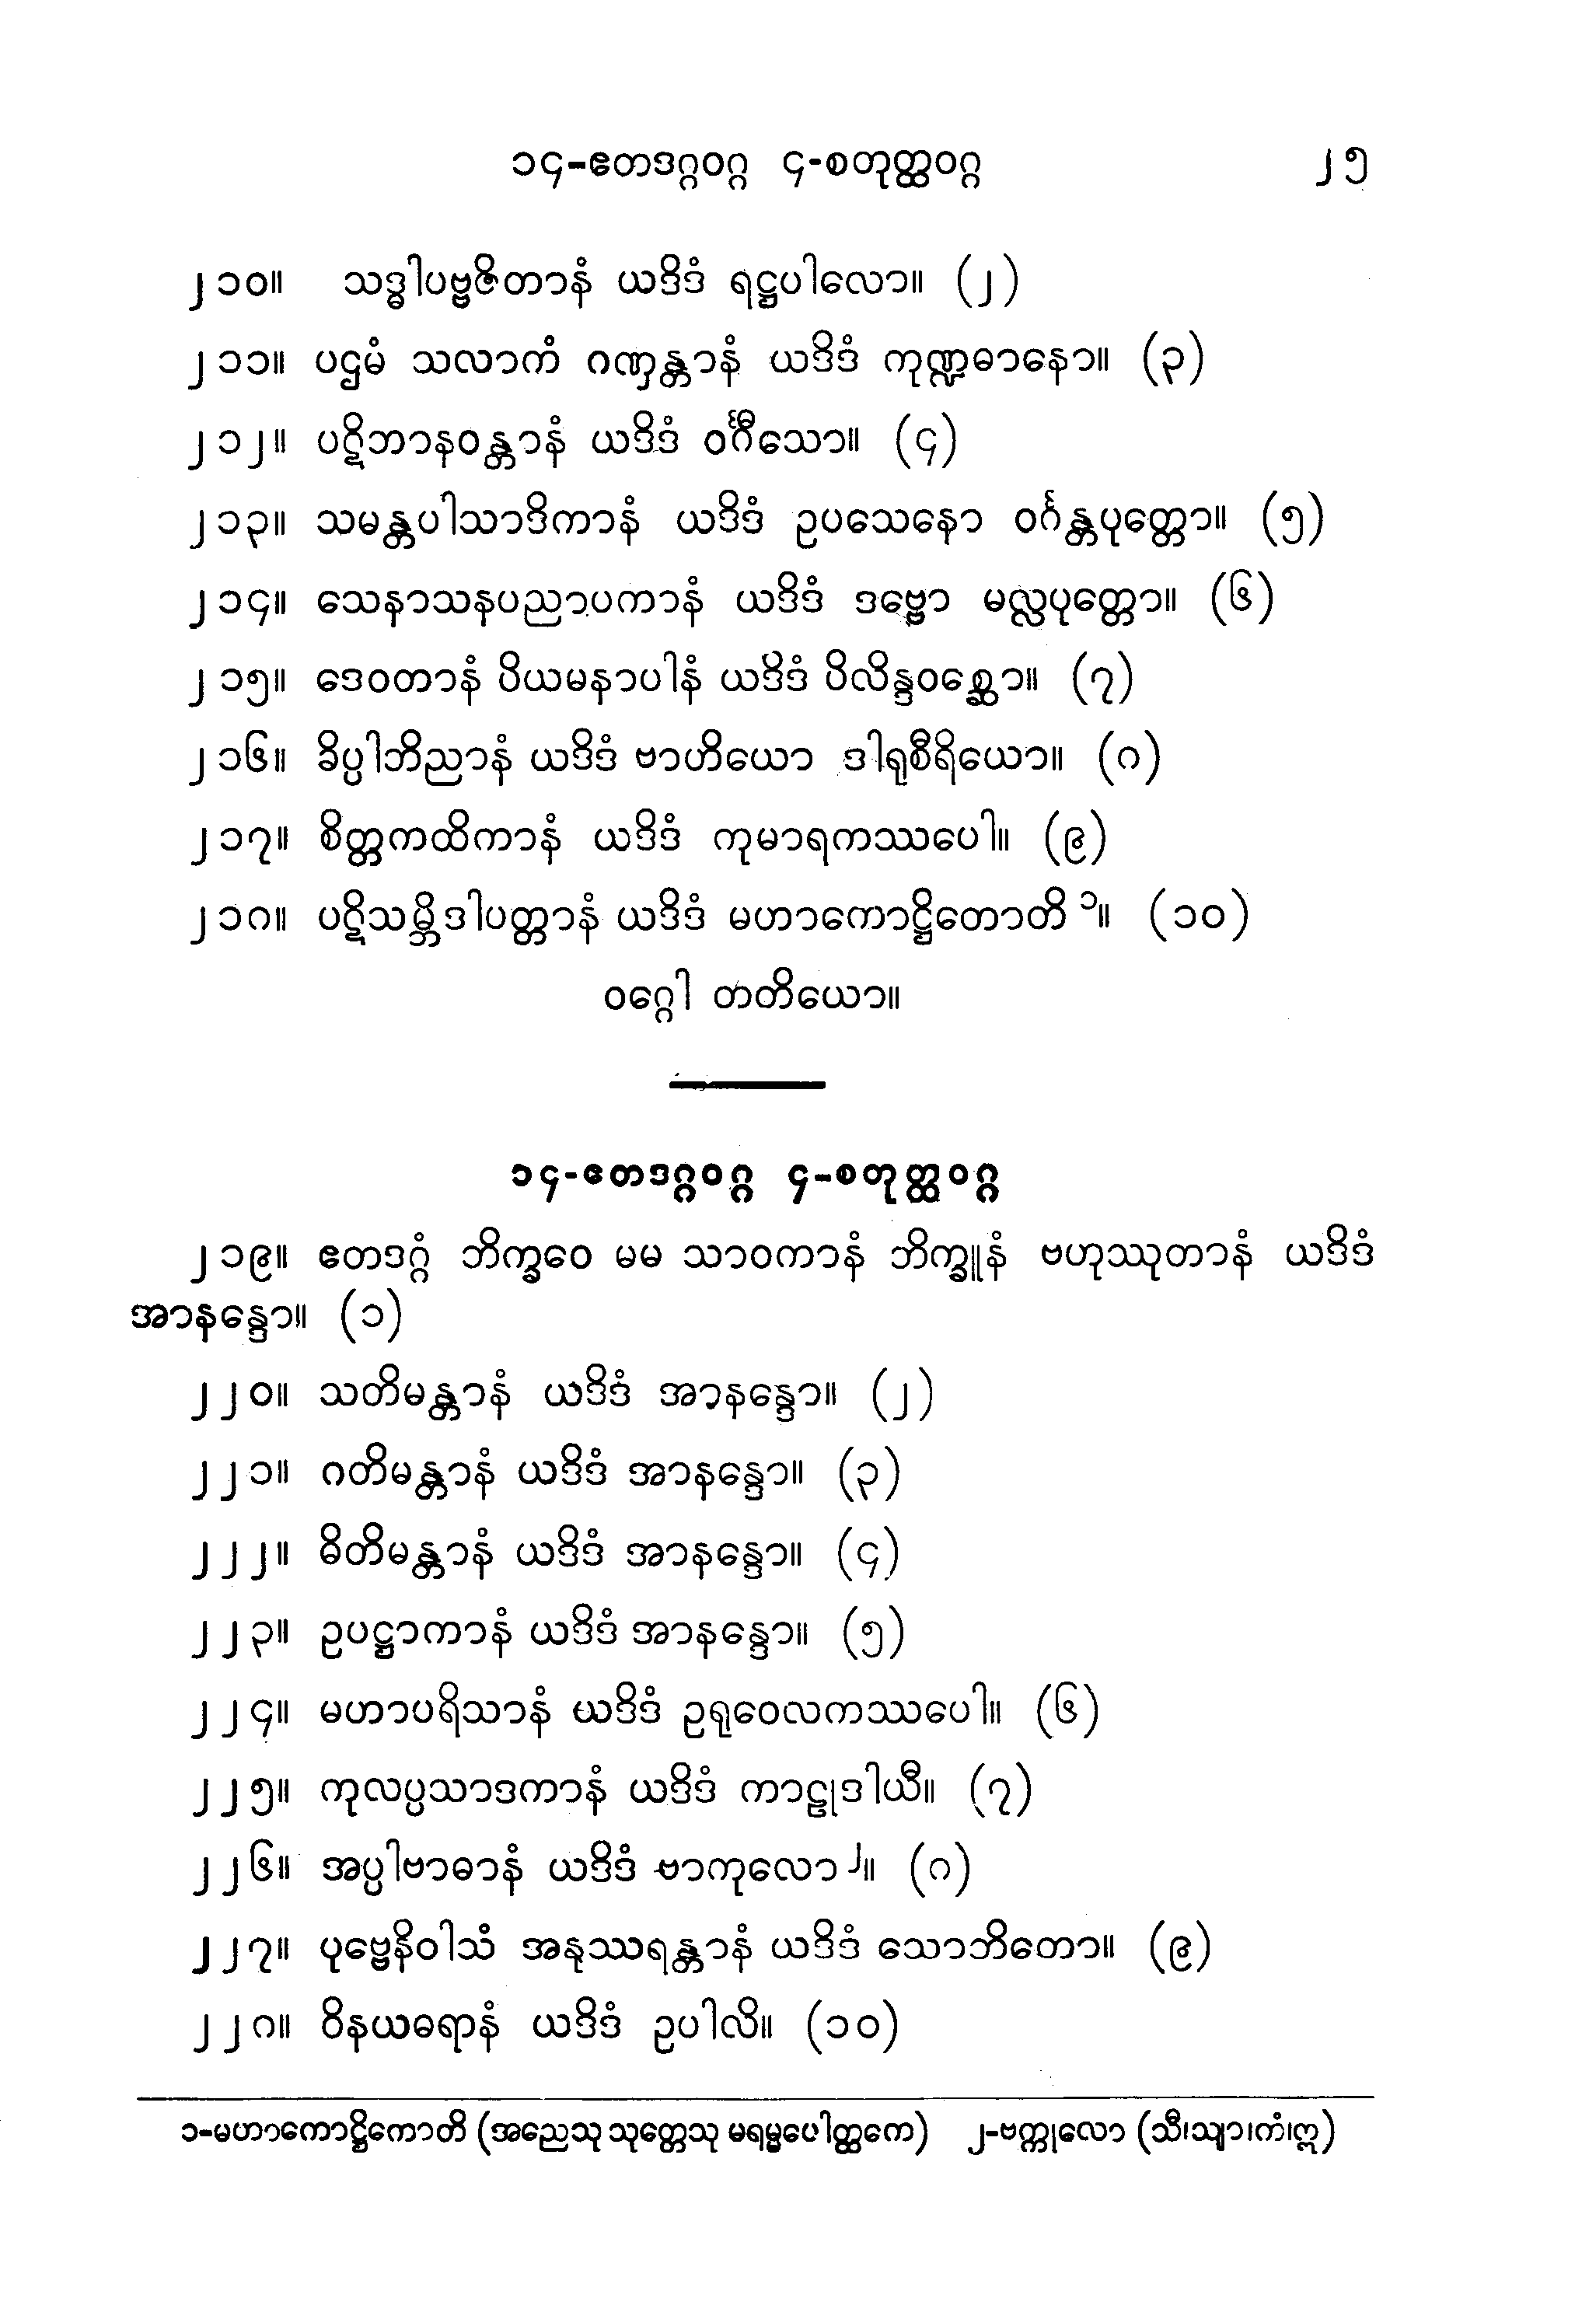 ၁၄-ဧတဒဂ္ဂဝဂ္ဂ ၄-စတုတ္ထဝဂ္ဂ ၂၅
၂၁၀။ သဒ္ဓါပဗ္ဗဇိတာနံ ယဒိဒံ ရဋ္ဌပါလော။ (၂)
၂၁၁။ ပဌမံ သလာကံ ဂဏှန္တာနံ ယဒိဒံ ကုဏ္ဍဓာနော။ (၃)
၂၁၂။ ပဋိဘာနဝန္တာနံ ယဒိဒံ ဝင်္ဂီသော။ (၄)
၂၁၃။ သမန္တပါသာဒိကာနံ ယဒိဒံ ဥပသေနော ဝင်္ဂန္တပုတ္တော။ (၅)
၂၁၄။ သေနာသနပညာပကာနံ ယဒိဒံ ဒဗ္ဗော မလ္လပုတ္တော။ (၆)
၂၁၅။ ဒေဝတာနံ ပိယမနာပါနံ ယဒိဒံ ပိလိန္ဒဝစ္ဆော။ (၇)
၂၁၆။ ခိပ္ပါဘိညာနံ ယဒိဒံ ဗာဟိယော ဒါရုစီရိယော။ (၈)
၂၁၇။ စိတ္တကထိကာနံ ယဒိဒံ ကုမာရကဿပေါ။ (၉)
၂၁၈။ ပဋိသမ္ဘိဒါပတ္တာနံ ယဒိဒံ မဟာကောဋ္ဌိတောတိ ၁။ (၁၀)
ဝဂ္ဂေါ တတိယော။
၁၄-ဧတဒဂ္ဂဝဂ္ဂ ၄-စတုတ္ထဝဂ္ဂ
၂၁၉။ ဧတဒဂ္ဂံ ဘိက္ခဝေ မမ သာဝကာနံ ဘိက္ခူနံ ဗဟုဿုတာနံ ယဒိဒံ
အာနန္ဒော။ (၁)
၂၂၀။ သတိမန္တာနံ ယဒိဒံ အာနန္ဒော။ (၂)
၂၂၁။ ဂတိမန္တာနံ ယဒိဒံ အာနန္ဒော။ (၃)
၂၂၂။ ဓိတိမန္တာနံ ယဒိဒံ အာနန္ဒော။ (၄)
၂၂၃။ ဥပဋ္ဌာကာနံ ယဒိဒံ အာနန္ဒော။ (၅)
၂၂၄။ မဟာပရိသာနံ ယဒိဒံ ဥရုဝေလကဿပေါ။ (၆)
၂၂၅။ ကုလပ္ပသာဒကာနံ ယဒိဒံ ကာဠုဒါယီ။ (၇)
၂၂၆။ အပ္ပါဗာဓာနံ ယဒိဒံ ဗာကုလော ၂။ (၈)
၂၂၇။ ပုဗ္ဗေနိဝါသံ အနုဿရန္တာနံ ယဒိဒံ သောဘိတော။ (၉)
၂၂၈။ ဝိနယဓရာနံ ယဒိဒံ ဥပါလိ။ (၁၀)
၁-မဟာကောဋ္ဌိကောတိ (အညေသု သုတ္တေသု မရမ္မပေါတ္ထကေ) ၂-ဗက္ကုလော (သီ၊သျာ၊ကံ၊ဣ)